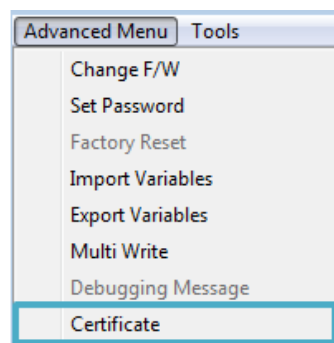 Advanced Menu Tools
Change F/W
Set Password
Factory Reset
Import Variables
Export Variables
Multi Write
Debugging Message
Certificate